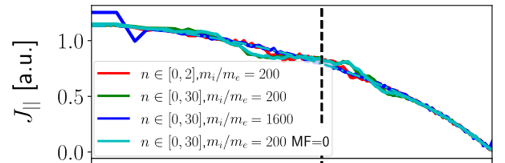 1.0
0.5
0.0
J_{||} [a.u.]
n ∈ [0, 2],m_i/m_e = 200
n ∈ [0, 30],m_i/m_e = 200
n ∈ [0, 30],m_i/m_e = 1600
n ∈ [0, 30],m_i/m_e = 200 MF=0